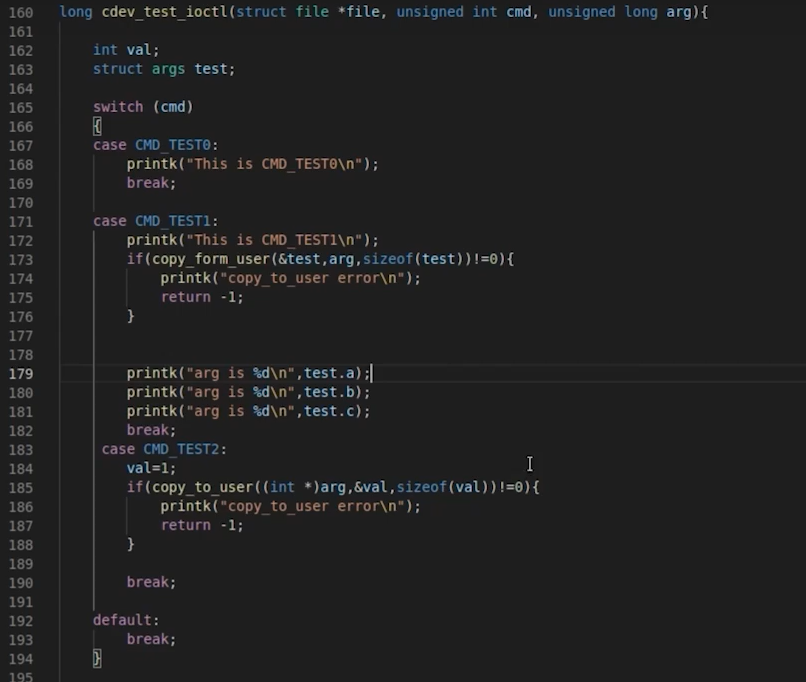 160 long cdev_test_ioctl(struct file *file, unsigned int cmd, unsigned long arg){
161
162 int val;
163 struct args test;
164
165 switch (cmd)
166 {
167 case CMD_TEST0:
168 printk("This is CMD_TEST0\n");
169 break;
170
171 case CMD_TEST1:
172 printk("This is CMD_TEST1\n");
173 if(copy_form_user(&test,arg,sizeof(test))!=0){
174 printk("copy_to_user error\n");
175 return -1;
176 }
177
178
179 printk("arg is %d\n",test.a);
180 printk("arg is %d\n",test.b);
181 printk("arg is %d\n",test.c);
182 break;
183 case CMD_TEST2:
184 val=1;
185 if(copy_to_user((int *)arg,&val,sizeof(val))!=0){
186 printk("copy_to_user error\n");
187 return -1;
188 }
189
190 break;
191
192 default:
193 break;
194 }
195